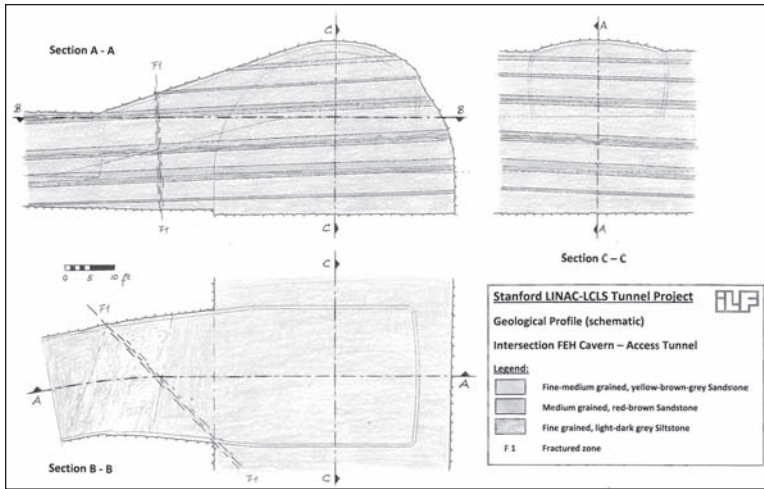 Section A - A
C
A
F1
B
B
F1
C
A
Section C – C
0 5 10 ft
C
F1
A
A
Section B - B
F1
C
Stanford LINAC-LCLS Tunnel Project
iLF
Geological Profile (schematic)
Intersection FEH Cavern – Access Tunnel
Legend:
Fine-medium grained, yellow-brown-grey Sandstone
Medium grained, red-brown Sandstone
Fine grained, light-dark grey Siltstone
F 1 Fractured zone